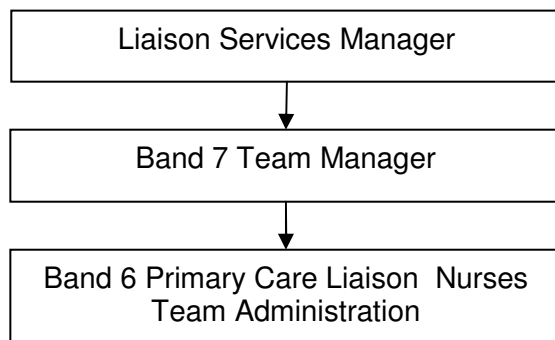 Liaison Services Manager
Band 7 Team Manager
Band 6 Primary Care Liaison  Nurses
Team Administration